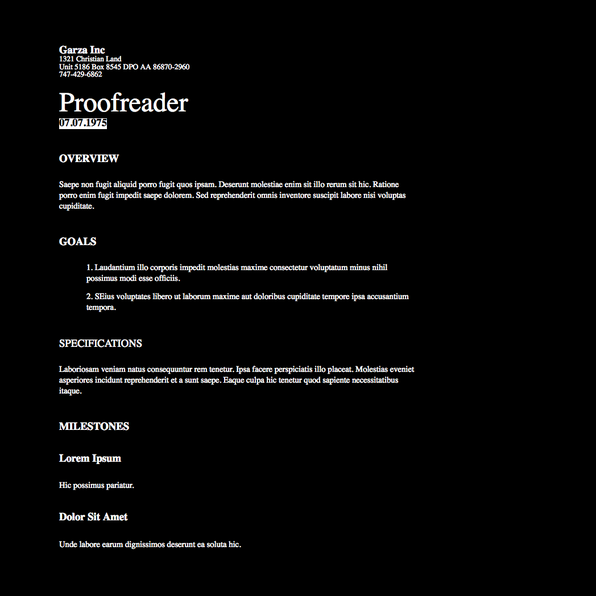 Garza Inc
1321 Christian Land
Unit 5186 Box 8545 DPO AA 86870-2960
747-429-6862
Proofreader
07.07.1975
OVERVIEW
Saepe non fugit aliquid porro fugit quos ipsam. Deserunt molestiae enim sit illo rerum sit hic. Ratione
porro enim fugit impedit saepe dolorem. Sed reprehenderit omnis inventore suscipit labore nisi voluptas
cupiditate.
GOALS
1. Laudantium illo corporis impedit molestias maxime consectetur voluptatum minus nihil
possimus modi esse officiis.
2. SEius voluptates libero ut laborum maxime aut doloribus cupiditate tempore ipsa accusantium
tempora.
SPECIFICATIONS
Laboriosam veniam natus consequuntur rem tenetur. Ipsa facere perspiciatis illo placeat. Molestias eveniet
asperiores incidunt reprehenderit et a sunt saepe. Eaque culpa hic tenetur quod sapiente necessitatibus
itaque.
MILESTONES
Lorem Ipsum
Hic possimus pariatur.
Dolor Sit Amet
Unde labore earum dignissimos deserunt ea soluta hic.